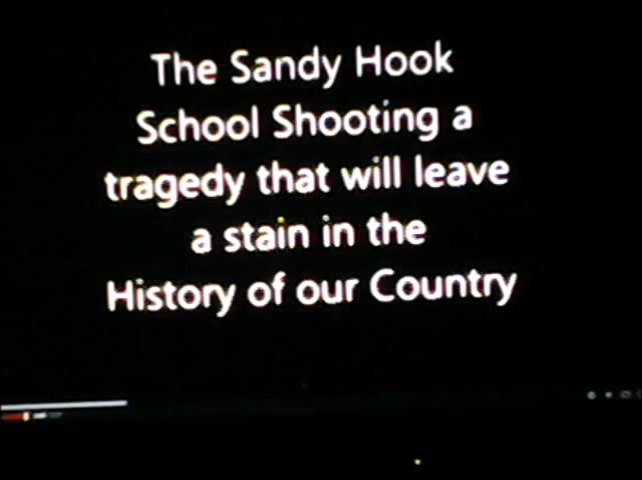 The Sandy Hook
School Shooting a
tragedy that will leave
a stain in the
History of our Country